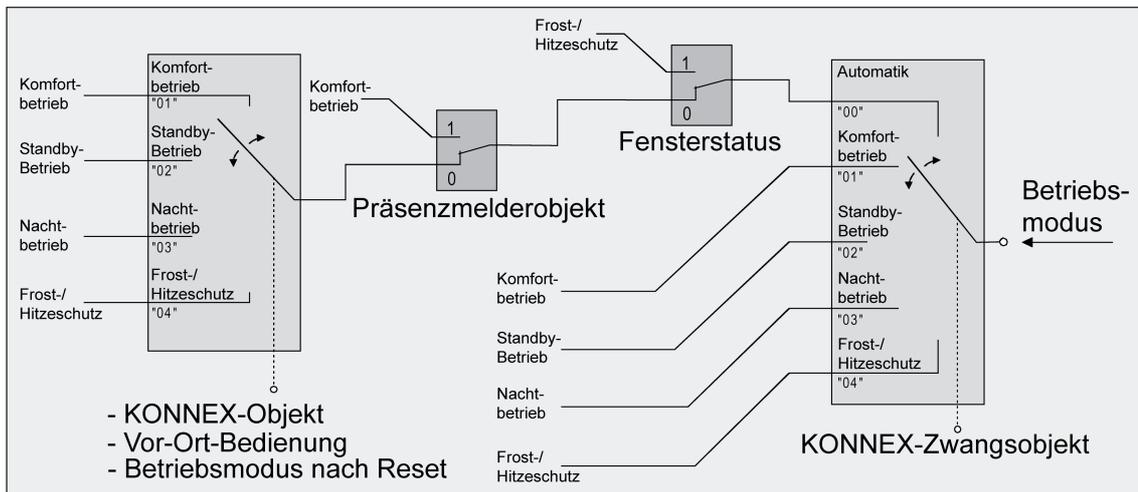 Komfort-
betrieb
Standby-
Betrieb
Nacht-
betrieb
Frost-/
Hitzeschutz
Komfort-
betrieb
"01"
Standby-
Betrieb
"02"
Nacht-
betrieb
"03"
Frost-/
Hitzeschutz
"04"
- KONNEX-Objekt
- Vor-Ort-Bedienung
- Betriebsmodus nach Reset
Komfort-
betrieb
1
0
Präsenzmelderobjekt
Frost-/
Hitzeschutz
1
0
Fensterstatus
Komfort-
betrieb
Standby-
Betrieb
Nacht-
betrieb
Frost-/
Hitzeschutz
Automatik
"00"
Komfort-
betrieb
"01"
Standby-
Betrieb
"02"
Nacht-
betrieb
"03"
Frost-/
Hitzeschutz
"04"
KONNEX-Zwangsobjekt
Betriebs-
modus